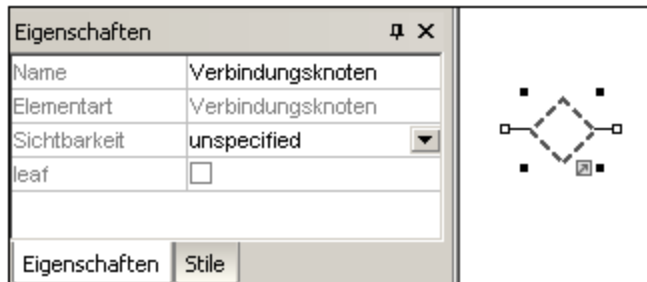 Eigenschaften
Name Verbindungsknoten
Elementart Verbindungsknoten
Sichtbarkeit unspecified
leaf
Eigenschaften Stile